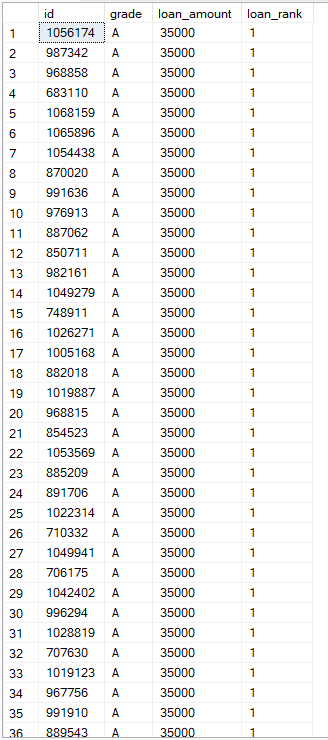 id grade loan_amount loan_rank
1 1056174 A 35000 1
2 987342 A 35000 1
3 968858 A 35000 1
4 683110 A 35000 1
5 1068159 A 35000 1
6 1065896 A 35000 1
7 1054438 A 35000 1
8 870020 A 35000 1
9 991636 A 35000 1
10 976913 A 35000 1
11 887062 A 35000 1
12 850711 A 35000 1
13 982161 A 35000 1
14 1049279 A 35000 1
15 748911 A 35000 1
16 1026271 A 35000 1
17 1005168 A 35000 1
18 882018 A 35000 1
19 1019887 A 35000 1
20 968815 A 35000 1
21 854523 A 35000 1
22 1053569 A 35000 1
23 885209 A 35000 1
24 891706 A 35000 1
25 1022314 A 35000 1
26 710332 A 35000 1
27 1049941 A 35000 1
28 706175 A 35000 1
29 1042402 A 35000 1
30 996294 A 35000 1
31 1028819 A 35000 1
32 707630 A 35000 1
33 1019123 A 35000 1
34 967756 A 35000 1
35 991910 A 35000 1
36 889543 A 35000 1